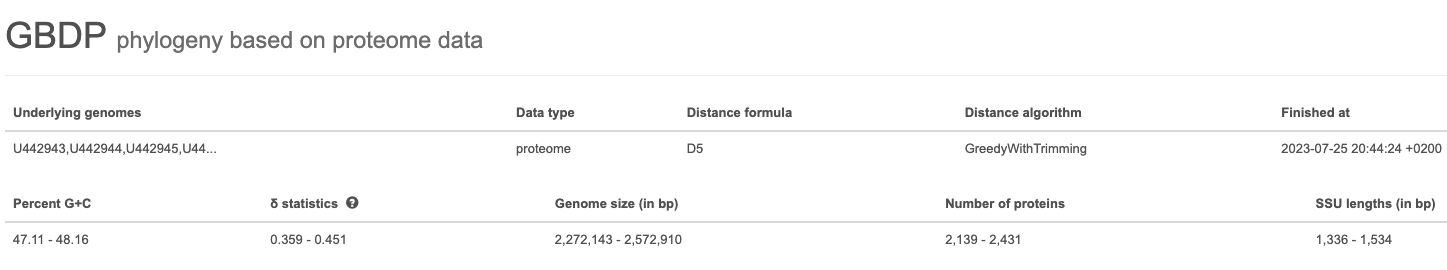 GBDP phylogeny based on proteome data
Underlying genomes Data type Distance formula Distance algorithm Finished at
U442943,U442944,U442945,U44... proteome D5 GreedyWithTrimming 2023-07-25 20:44:24 +0200
Percent G+C δ statistics ? Genome size (in bp) Number of proteins SSU lengths (in bp)
47.11 - 48.16 0.359 - 0.451 2,272,143 - 2,572,910 2,139 - 2,431 1,336 - 1,534